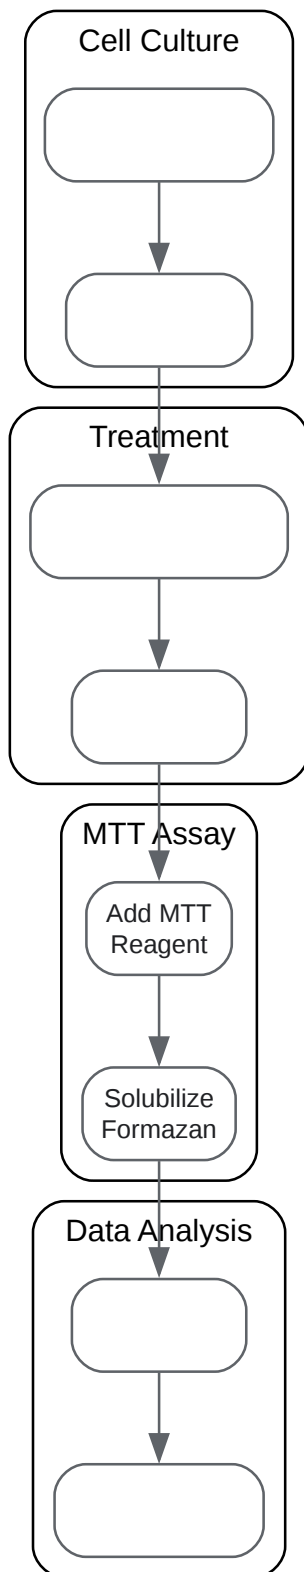 Cell Culture
Treatment
MTT Assay
Add MTT
Reagent
Solubilize
Formazan
Data Analysis